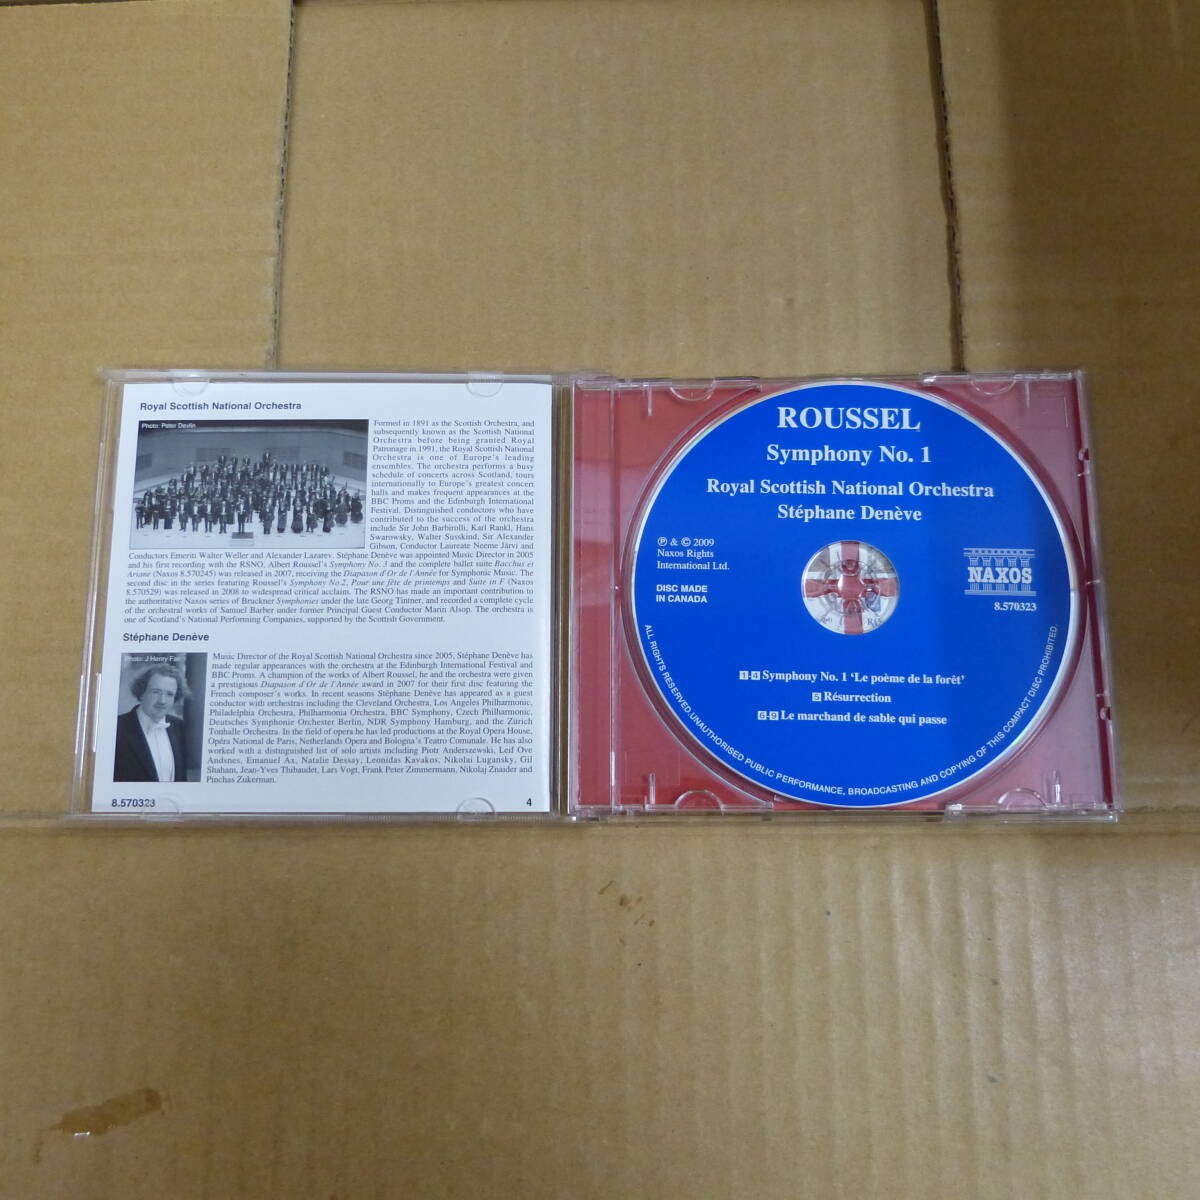 Royal Scottish National Orchestra
Photo: Peter Devlin
Formed in 1891 as the Scottish Orchestra, and
subsequently known as the Scottish National
Orchestra before being granted Royal
Patronage in 1991, the Royal Scottish National
Orchestra is one of Europe's leading
ensembles. The orchestra performs a busy
schedule of concerts across Scotland, tours
internationally to Europe's greatest concert
halls and makes frequent appearances at the
BBC Proms and the Edinburgh International
Festival. Distinguished conductors who have
contributed to the success of the orchestra
include Sir John Barbirolli, Karl Rankl, Hans
Swarowsky, Walter Susskind, Sir Alexander
Gibson, Conductor Laureate Neeme Järvi and
Conductors Emeriti Walter Weller and Alexander Lazarev. Stéphane Denève was appointed Music Director in 2005
and his first recording with the RSNO, Albert Roussel's Symphony No. 3 and the complete ballet suite Bacchus et
Ariane (Naxos 8.570245) was released in 2007, receiving the Diapason d'Or de l'Année for Symphonic Music. The
second disc in the series featuring Roussel's Symphony No.2, Pour une fête de printemps and Suite in F (Naxos
8.570529) was released in 2008 to widespread critical acclaim. The RSNO has made an important contribution to
the authoritative Naxos series of Bruckner Symphonies under the late Georg Tintner, and recorded a complete cycle
of the orchestral works of Samuel Barber under former Principal Guest Conductor Marin Alsop. The orchestra is
one of Scotland's National Performing Companies, supported by the Scottish Government.
Stéphane Denève
Photo: J Henry Fair
Music Director of the Royal Scottish National Orchestra since 2005, Stéphane Denève has
made regular appearances with the orchestra at the Edinburgh International Festival and
BBC Proms. A champion of the works of Albert Roussel, he and the orchestra were given
a prestigious Diapason d'Or de l'Année award in 2007 for their first disc featuring the
French composer's works. In recent seasons Stéphane Denève has appeared as a guest
conductor with orchestras including the Cleveland Orchestra, Los Angeles Philharmonic,
Philadelphia Orchestra, Philharmonia Orchestra, BBC Symphony, Czech Philharmonic,
Deutsches Symphonie Orchester Berlin, NDR Symphony Hamburg, and the Zürich
Tonhalle Orchestra. In the field of opera he has led productions at the Royal Opera House,
Opéra National de Paris, Netherlands Opera and Bologna's Teatro Comunale. He has also
worked with a distinguished list of solo artists including Piotr Anderszewski, Leif Ove
Andsnes, Emanuel Ax, Natalie Dessay, Leonidas Kavakos, Nikolai Lugansky, Gil
Shaham, Jean-Yves Thibaudet, Lars Vogt, Frank Peter Zimmermann, Nikolaj Znaider and
Pinchas Zukerman.
8.570323
4
ROUSSEL
Symphony No. 1
Royal Scottish National Orchestra
Stéphane Denève
℗ & © 2009
Naxos Rights
International Ltd.
DISC MADE
IN CANADA
NAXOS
8.570323
1-4 Symphony No. 1 ‘Le poème de la forêt’
5 Résurrection
6-9 Le marchand de sable qui passe
ALL RIGHTS RESERVED. UNAUTHORISED PUBLIC PERFORMANCE, BROADCASTING AND COPYING OF THIS COMPACT DISC PROHIBITED.